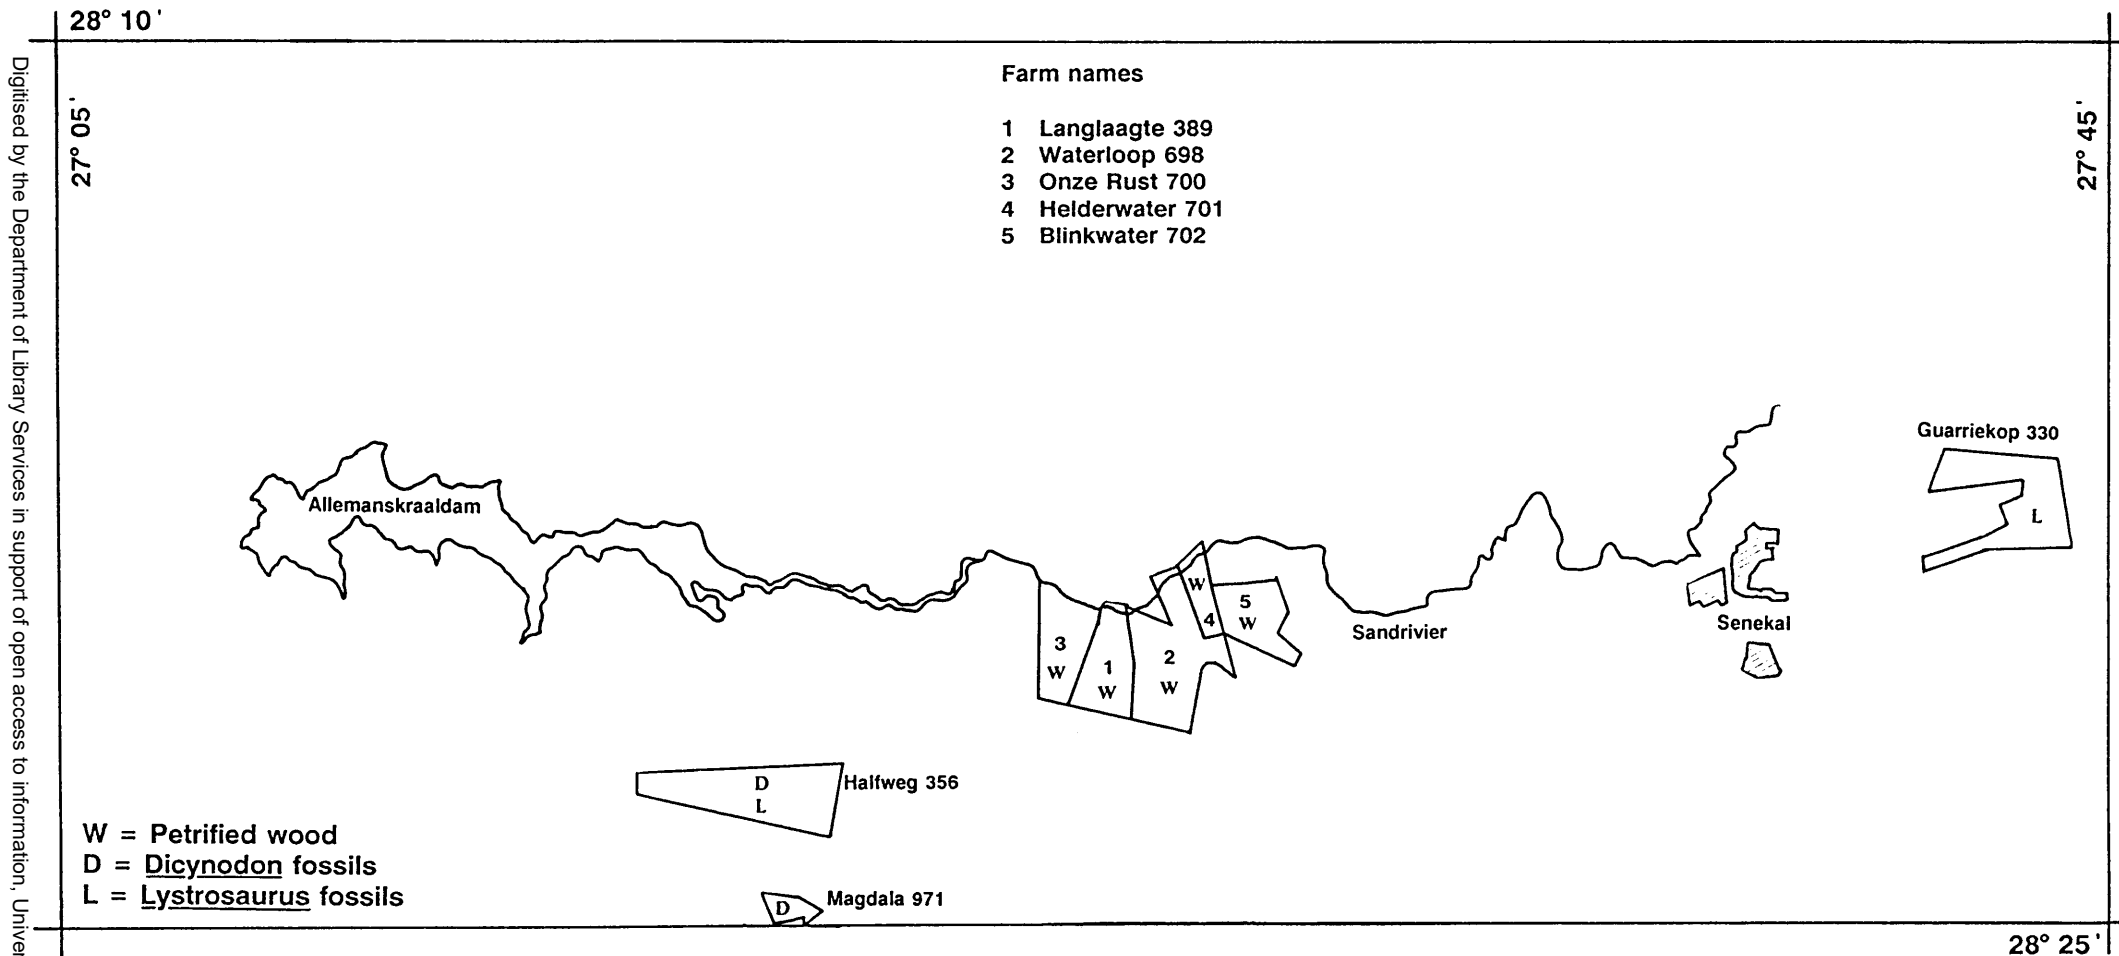 28° 10'
27° 05'
27° 45'
Farm names
1 Langlaagte 389
2 Waterloop 698
3 Onze Rust 700
4 Helderwater 701
5 Blinkwater 702
Guarriekop 330
L
Allemanskraaldam
W
4
5
W
3
W
1
W
2
W
Sandrivier
Senekal
D
L
Halfweg 356
W = Petrified wood
D = Dicynodon fossils
L = Lystrosaurus fossils
D
Magdala 971
28° 25'
Digitised by the Department of Library Services in support of open access to information, Univer